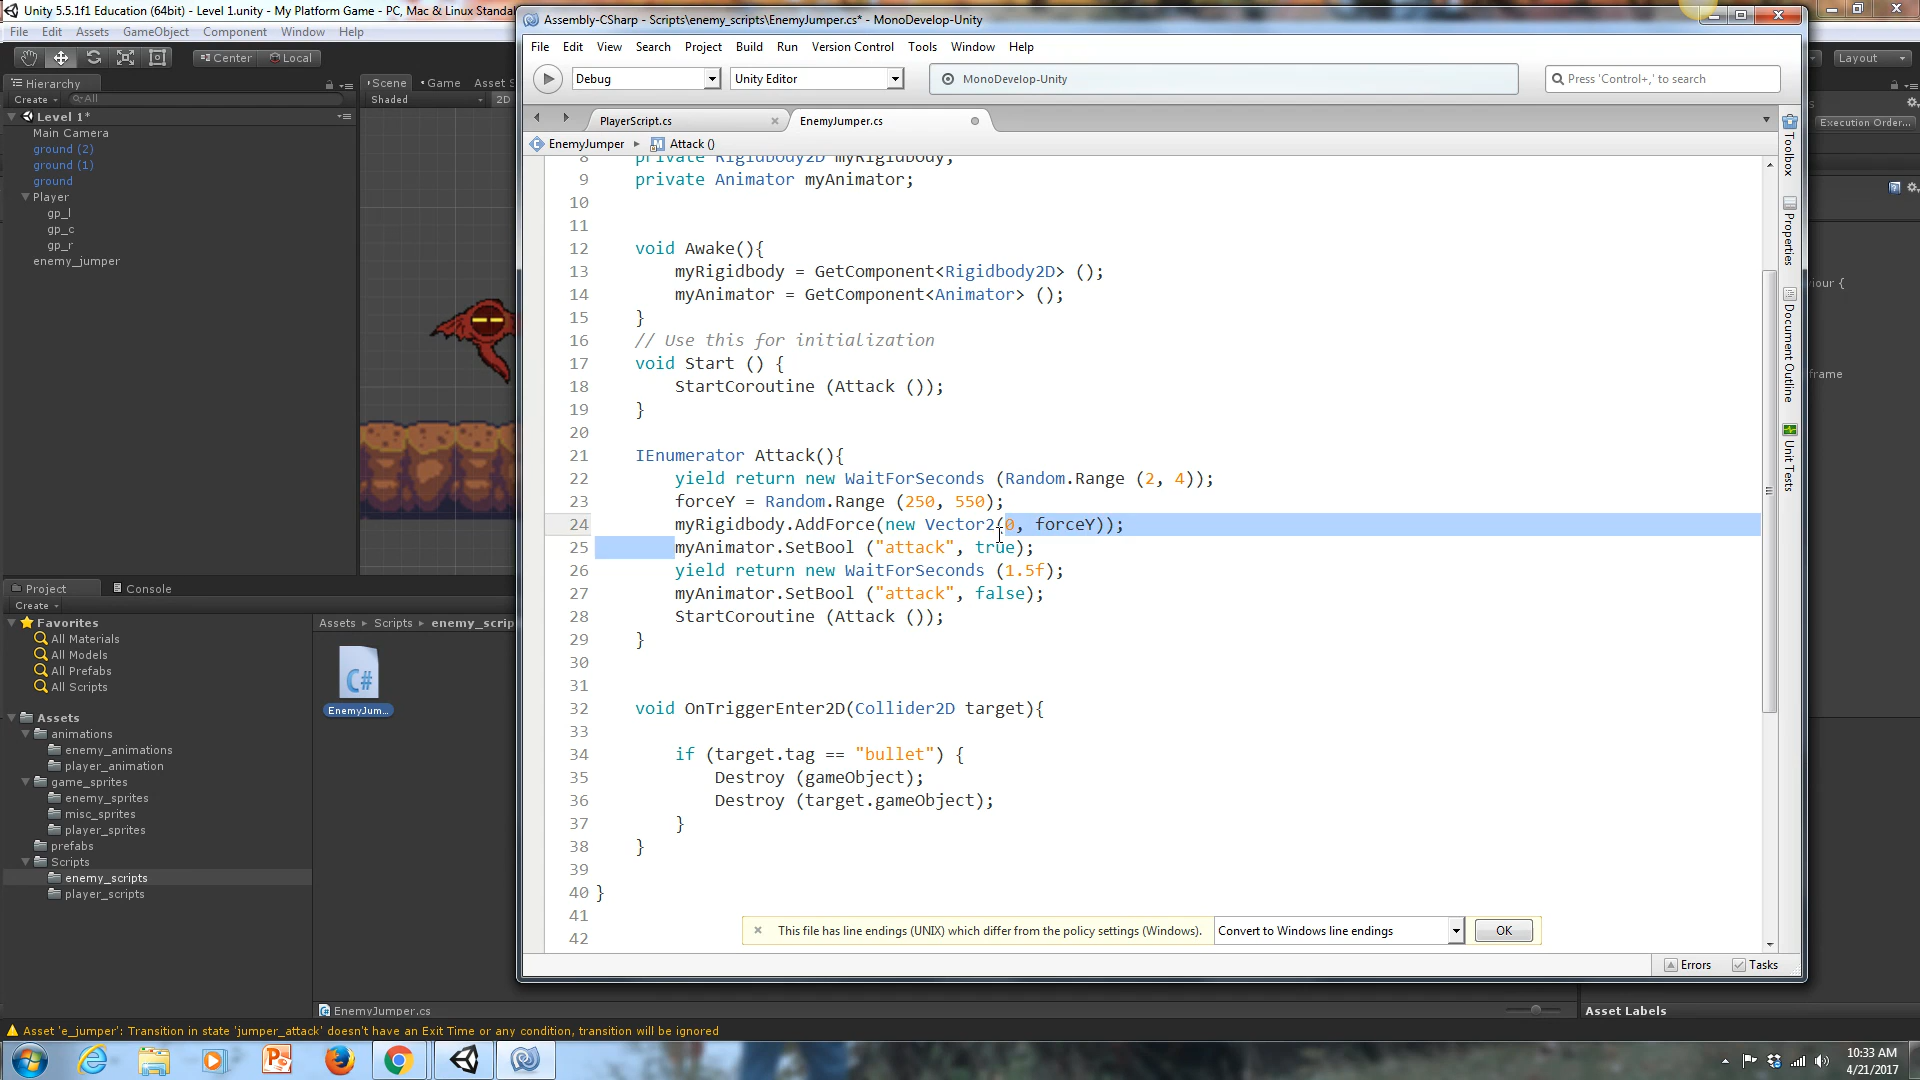 Unity 5.5.1f1 Education (64bit) - Level 1.unity - My Platform Game - PC, Mac & Linux Standal
File Edit Assets GameObject Component Window Help
Center Local
Layout
Hierarchy
Create All
Level 1*
Main Camera
ground (2)
ground (1)
ground
Player
gp_l
gp_c
gp_r
enemy_jumper
Scene Game Asset S
Shaded 2D
Assembly-CSharp - Scripts\enemy_scripts\EnemyJumper.cs* - MonoDevelop-Unity
File Edit View Search Project Build Run Version Control Tools Window Help
Debug Unity Editor MonoDevelop-Unity Press 'Control+,' to search
PlayerScript.cs EnemyJumper.cs
EnemyJumper Attack ()
8 private Rigidbody2D myRigidbody;
9 private Animator myAnimator;
10
11
12 void Awake(){
13 myRigidbody = GetComponent<Rigidbody2D> ();
14 myAnimator = GetComponent<Animator> ();
15 }
16 // Use this for initialization
17 void Start () {
18 StartCoroutine (Attack ());
19 }
20
21 IEnumerator Attack(){
22 yield return new WaitForSeconds (Random.Range (2, 4));
23 forceY = Random.Range (250, 550);
24 myRigidbody.AddForce(new Vector2(0, forceY));
25 myAnimator.SetBool ("attack", true);
26 yield return new WaitForSeconds (1.5f);
27 myAnimator.SetBool ("attack", false);
28 StartCoroutine (Attack ());
29 }
30
31
32 void OnTriggerEnter2D(Collider2D target){
33
34 if (target.tag == "bullet") {
35 Destroy (gameObject);
36 Destroy (target.gameObject);
37 }
38 }
39
40 }
41
42
This file has line endings (UNIX) which differ from the policy settings (Windows). Convert to Windows line endings OK
Errors Tasks
Toolbox
Properties
Document Outline
Unit Tests
Execution Order...
iour {
frame
Project Console
Create
Favorites
All Materials
All Models
All Prefabs
All Scripts
Assets
animations
enemy_animations
player_animation
game_sprites
enemy_sprites
misc_sprites
player_sprites
prefabs
Scripts
enemy_scripts
player_scripts
Assets Scripts enemy_scrip
C#
EnemyJum...
EnemyJumper.cs
Asset Labels
Asset 'e_jumper': Transition in state 'jumper_attack' doesn't have an Exit Time or any condition, transition will be ignored
10:33 AM
4/21/2017